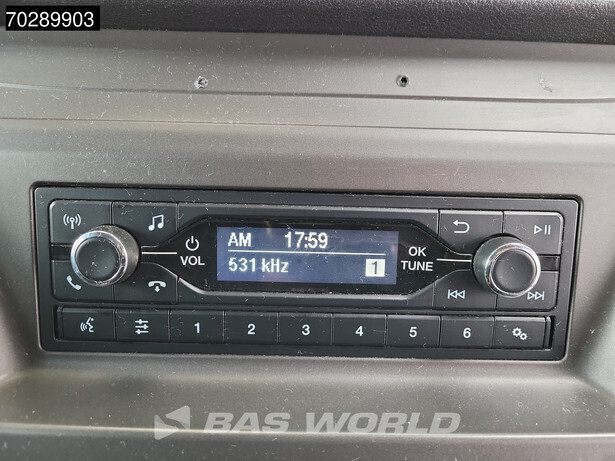 70289903
AM 17:59
531 kHz 1
VOL
OK
TUNE
1 2 3 4 5 6
BAS WORLD